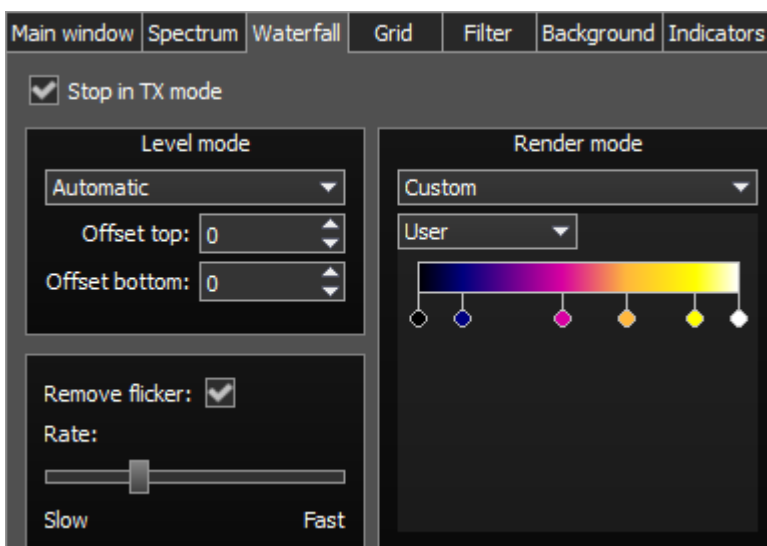 Main window Spectrum Waterfall Grid Filter Background Indicators
Stop in TX mode
Level mode
Automatic
Offset top: 0
Offset bottom: 0
Remove flicker:
Rate:
Slow Fast
Render mode
Custom
User